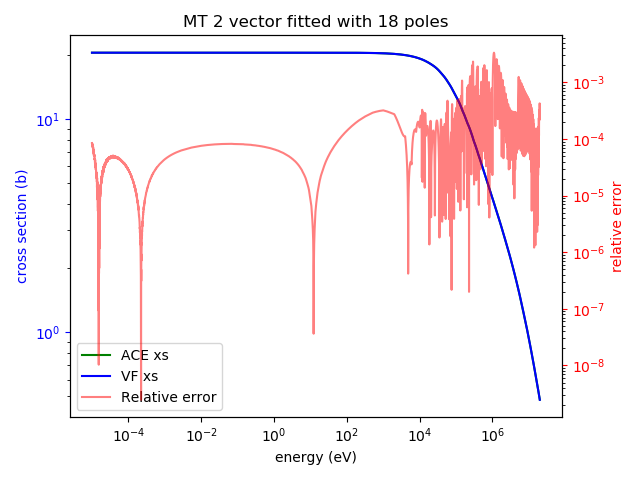 MT 2 vector fitted with 18 poles
cross section (b)
10¹
10⁰
10⁻³
10⁻⁴
10⁻⁵
10⁻⁶
10⁻⁷
10⁻⁸
relative error
ACE xs
VF xs
Relative error
10⁻⁴ 10⁻² 10⁰ 10² 10⁴ 10⁶
energy (eV)